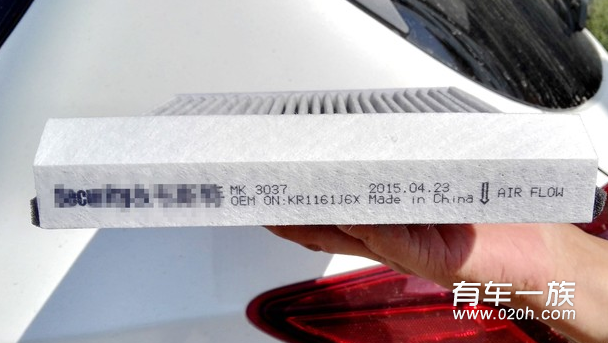 MK 3037 2015.04.23
OEM ON:KR1161J6X Made in China AIR FLOW
有车一族
www.020h.com